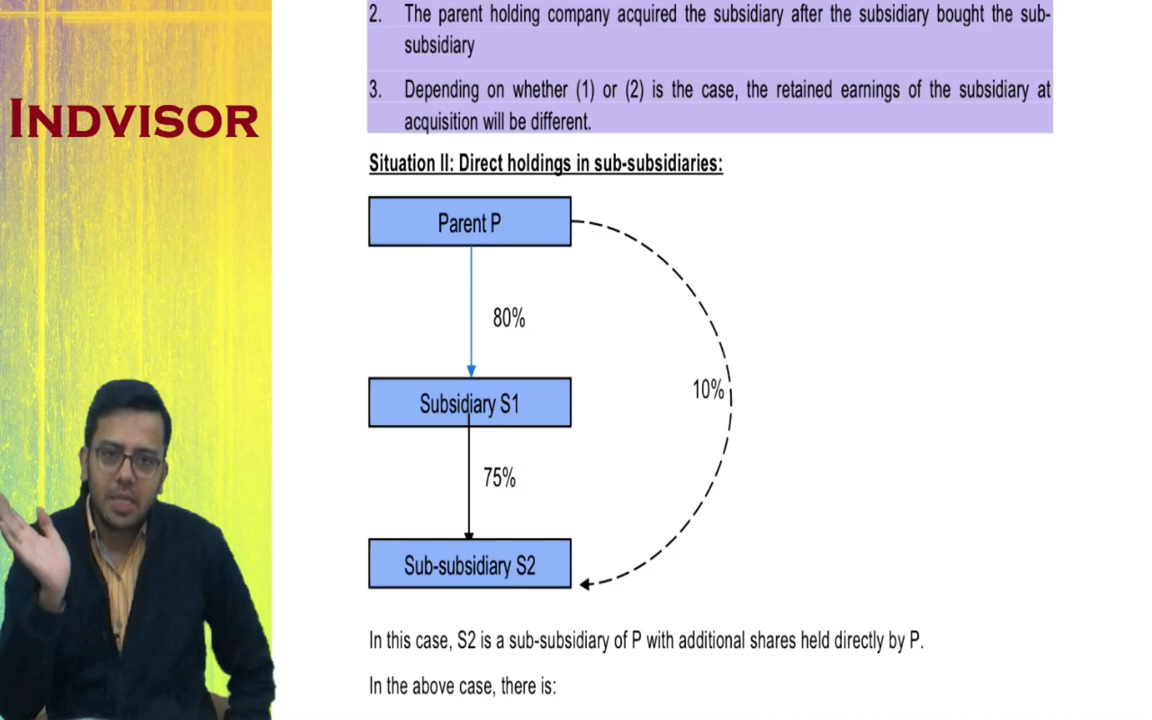 INDVISOR
2. The parent holding company acquired the subsidiary after the subsidiary bought the sub-
subsidiary
3. Depending on whether (1) or (2) is the case, the retained earnings of the subsidiary at
acquisition will be different.
Situation II: Direct holdings in sub-subsidiaries:
Parent P
80%
10%
Subsidiary S1
75%
Sub-subsidiary S2
In this case, S2 is a sub-subsidiary of P with additional shares held directly by P.
In the above case, there is: